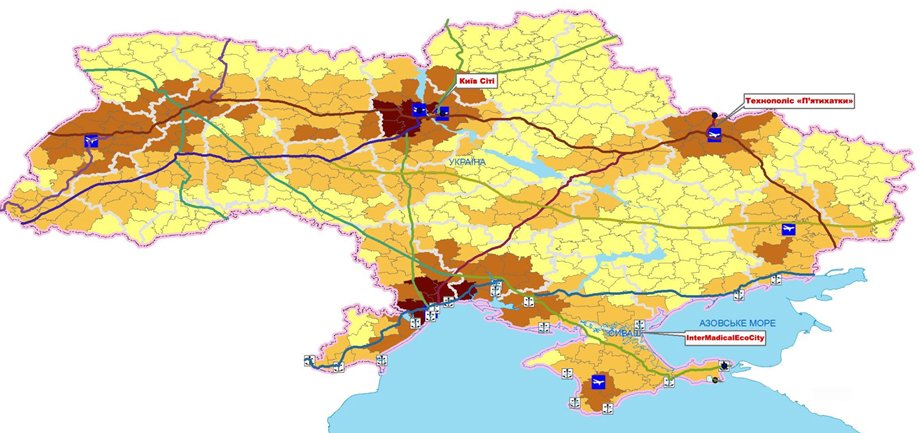 Київ Сіті
Технополіс «П'ятихатки»
УКРАЇНА
АЗОВСЬКЕ МОРЕ
СИВАШ
InterMadicalEcoCity